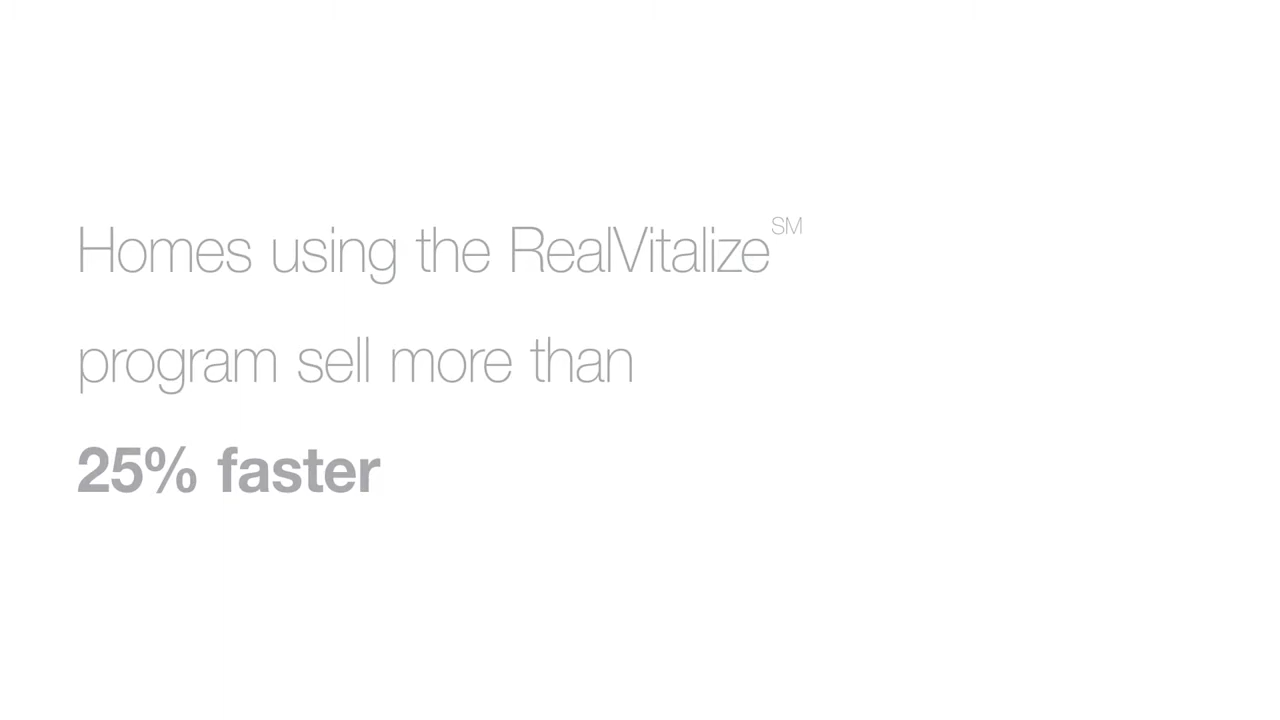 Homes using the RealVitalize℠
program sell more than
25% faster